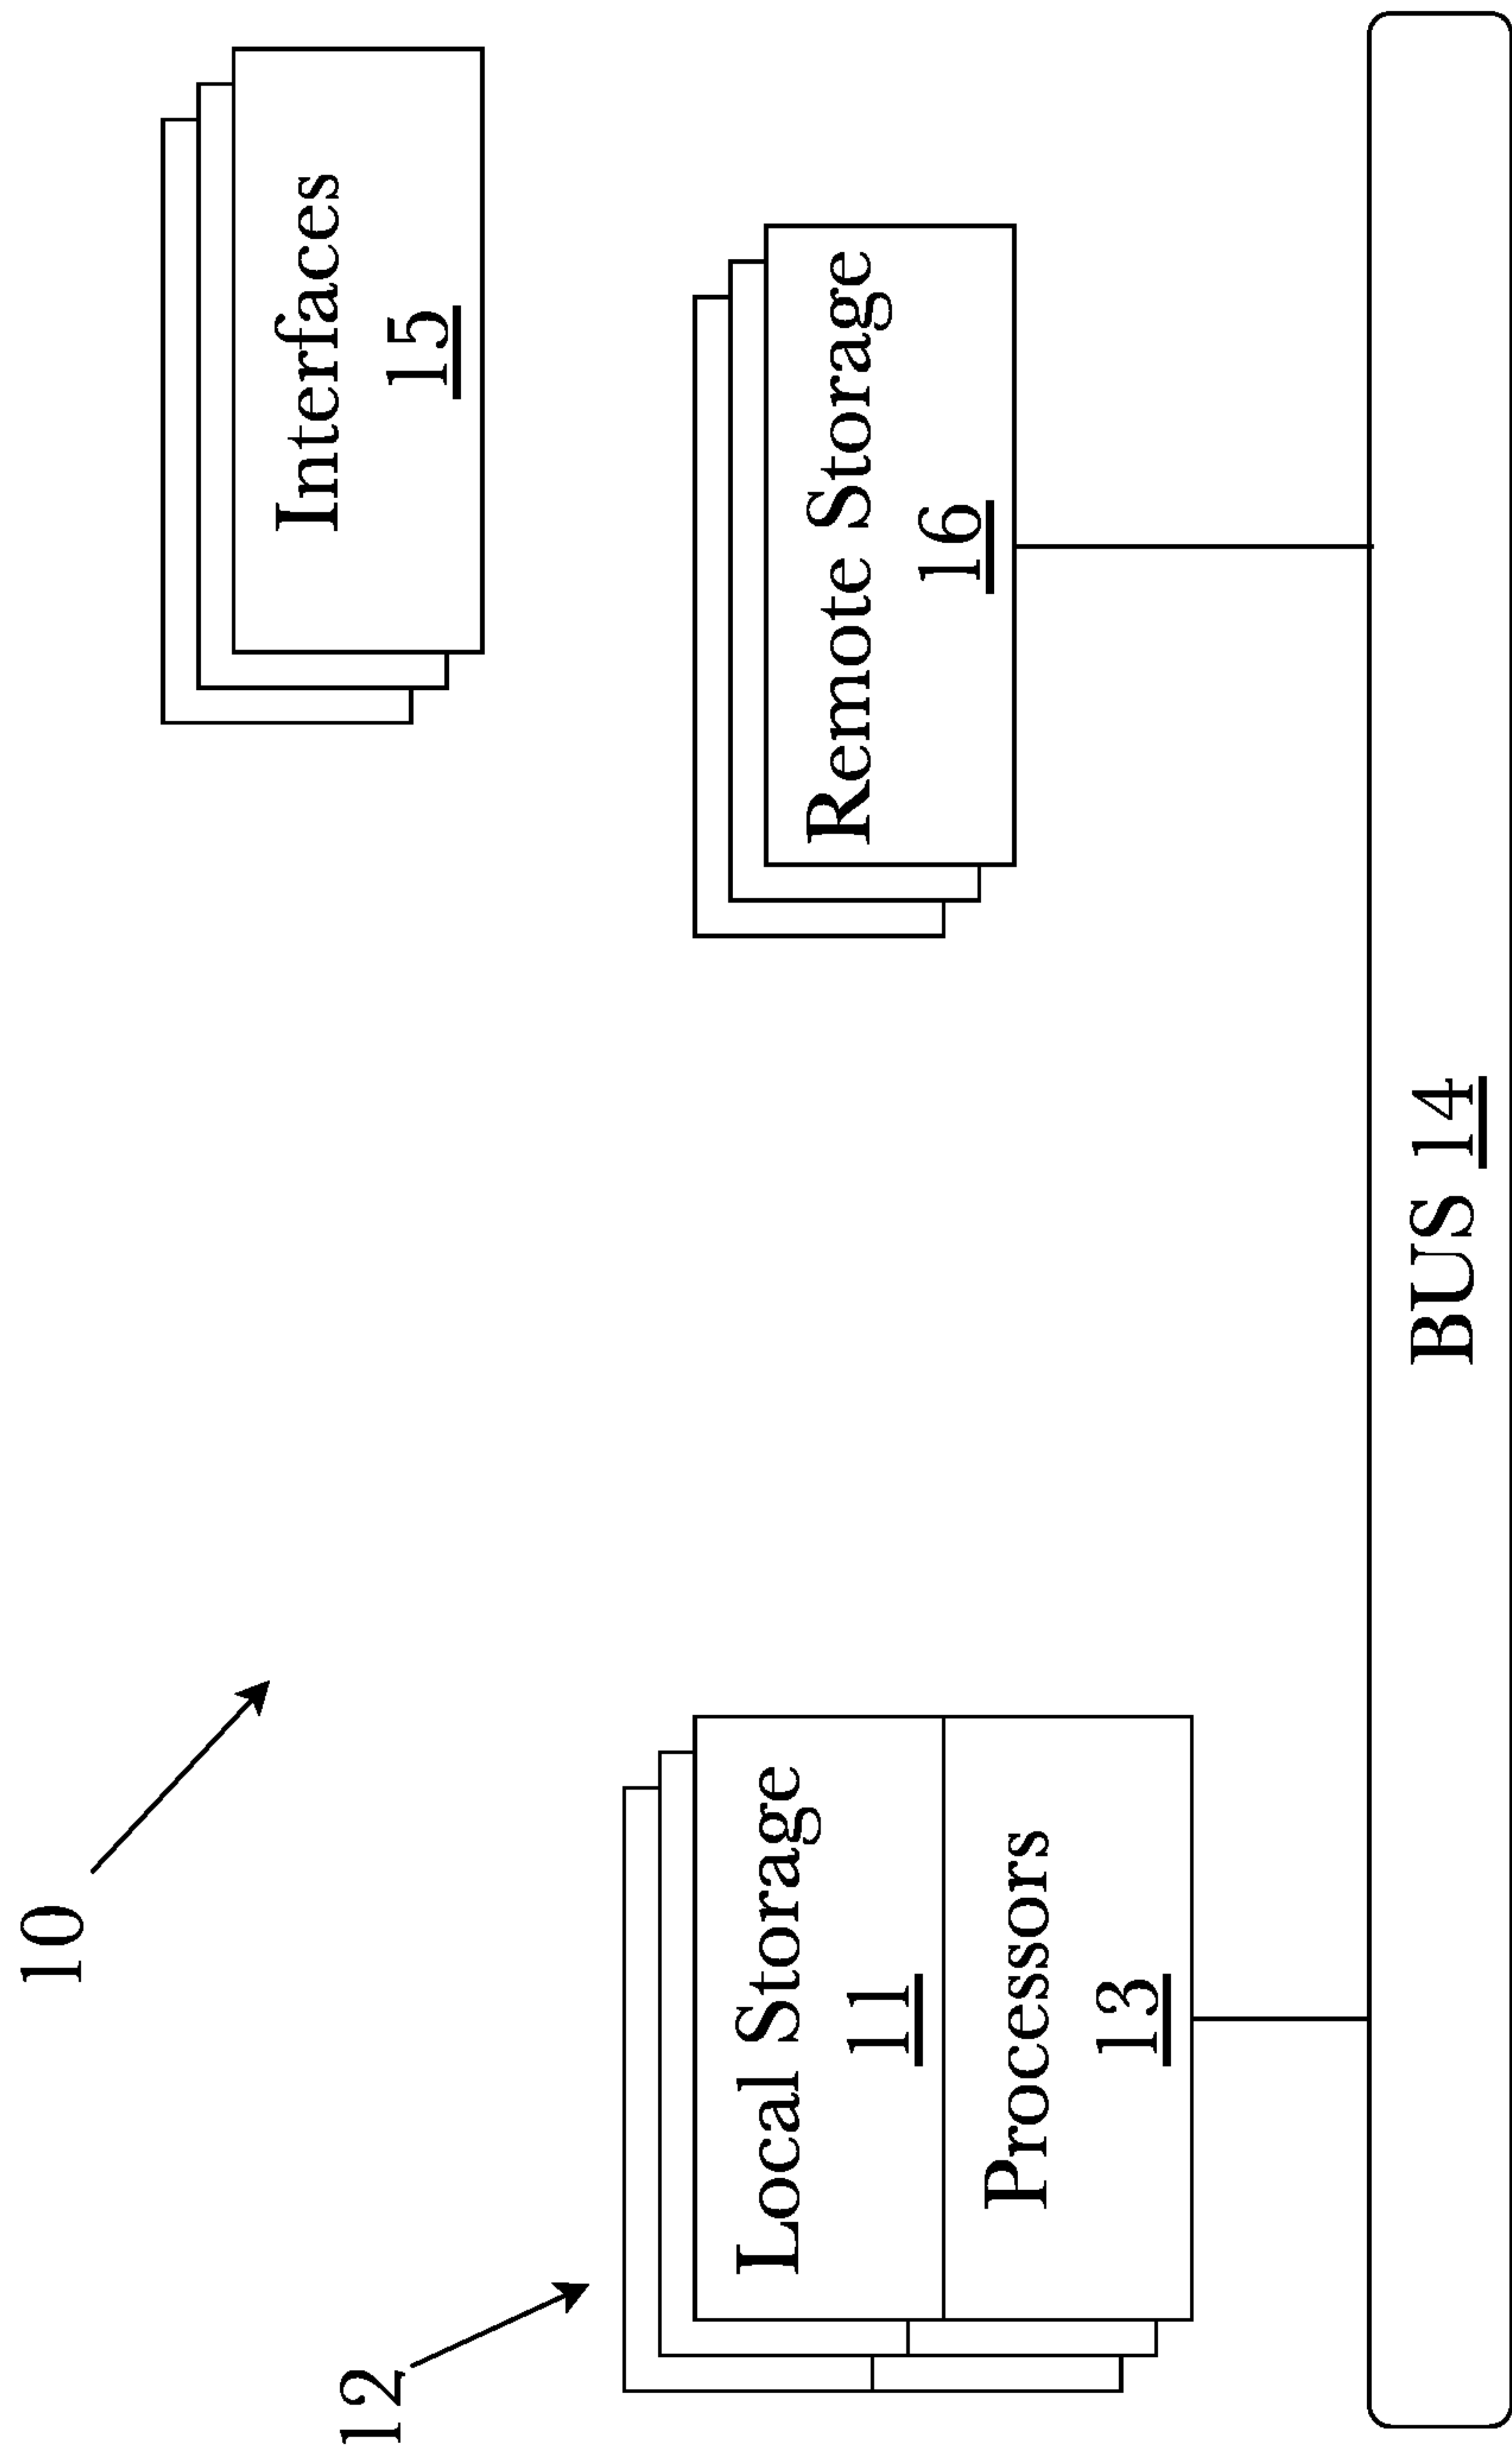 10
12
Interfaces
15
Local Storage
11
Remote Storage
16
Processors
13
BUS 14